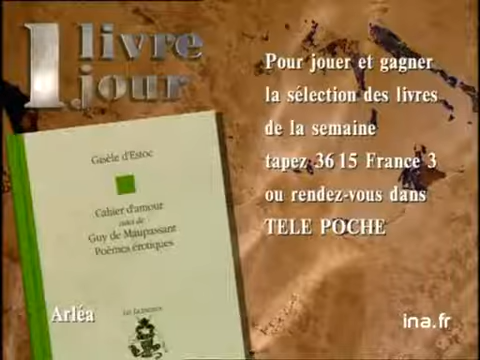 1 livre
jour
Pour jouer et gagner
la sélection des livres
de la semaine
tapez 36 15 France 3
ou rendez-vous dans
TELE POCHE
Gisèle d'Estoc
Cahier d'amour
suivi de
Guy de Maupassant
Poèmes érotiques
Arléa
ina.fr